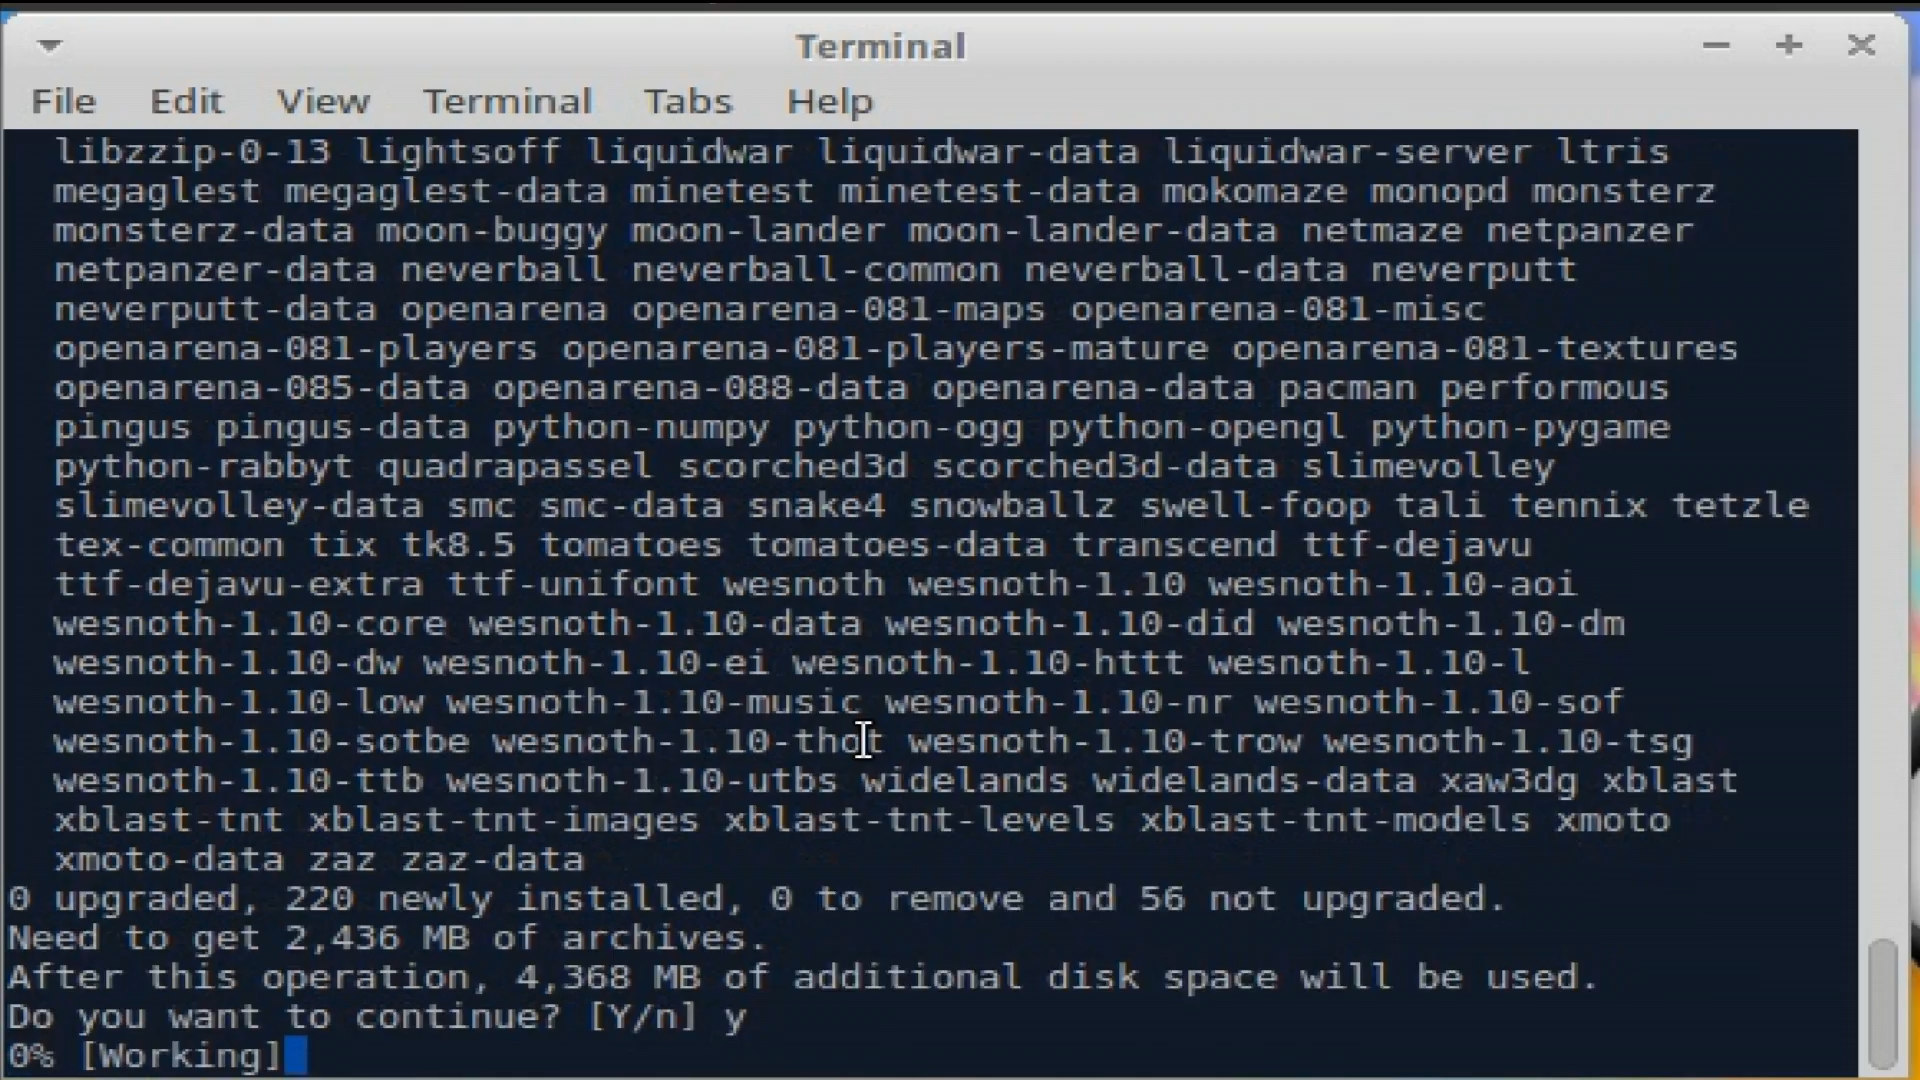 Terminal
File Edit View Terminal Tabs Help
libzzip-0-13 lightsoff liquidwar liquidwar-data liquidwar-server ltris
megaglest megaglest-data minetest minetest-data mokomaze monopd monsterz
monsterz-data moon-buggy moon-lander moon-lander-data netmaze netpanzer
netpanzer-data neverball neverball-common neverball-data neverputt
neverputt-data openarena openarena-081-maps openarena-081-misc
openarena-081-players openarena-081-players-mature openarena-081-textures
openarena-085-data openarena-088-data openarena-data pacman performous
pingus pingus-data python-numpy python-ogg python-opengl python-pygame
python-rabbyt quadrapassel scorched3d scorched3d-data slimevolley
slimevolley-data smc smc-data snake4 snowballz swell-foop tali tennix tetzle
tex-common tix tk8.5 tomatoes tomatoes-data transcend ttf-dejavu
ttf-dejavu-extra ttf-unifont wesnoth wesnoth-1.10 wesnoth-1.10-aoi
wesnoth-1.10-core wesnoth-1.10-data wesnoth-1.10-did wesnoth-1.10-dm
wesnoth-1.10-dw wesnoth-1.10-ei wesnoth-1.10-httt wesnoth-1.10-l
wesnoth-1.10-low wesnoth-1.10-music wesnoth-1.10-nr wesnoth-1.10-sof
wesnoth-1.10-sotbe wesnoth-1.10-thot wesnoth-1.10-trow wesnoth-1.10-tsg
wesnoth-1.10-ttb wesnoth-1.10-utbs widelands widelands-data xaw3dg xblast
xblast-tnt xblast-tnt-images xblast-tnt-levels xblast-tnt-models xmoto
xmoto-data zaz zaz-data
0 upgraded, 220 newly installed, 0 to remove and 56 not upgraded.
Need to get 2,436 MB of archives.
After this operation, 4,368 MB of additional disk space will be used.
Do you want to continue? [Y/n] y
0% [Working]